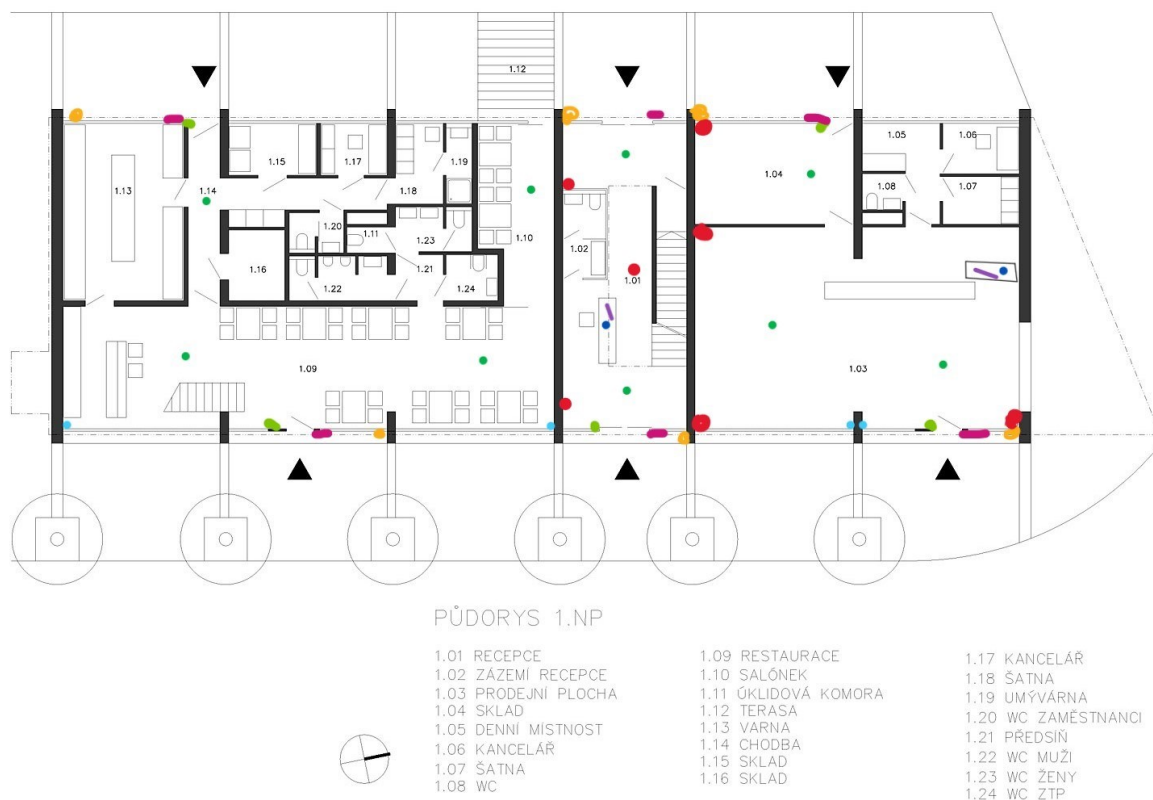 1.12
1.13
1.14
1.15
1.17
1.18
1.19
1.10
1.20
1.11
1.23
1.16
1.22
1.21
1.24
1.02
1.01
1.04
1.05
1.06
1.08
1.07
1.09
1.03
PŮDORYS 1.NP
1.01 RECEPCE
1.02 ZÁZEMÍ RECEPCE
1.03 PRODEJNÍ PLOCHA
1.04 SKLAD
1.05 DENNÍ MÍSTNOST
1.06 KANCELÁŘ
1.07 ŠATNA
1.08 WC
1.09 RESTAURACE
1.10 SALÓNEK
1.11 ÚKLIDOVÁ KOMORA
1.12 TERASA
1.13 VARNA
1.14 CHODBA
1.15 SKLAD
1.16 SKLAD
1.17 KANCELÁŘ
1.18 ŠATNA
1.19 UMÝVÁRNA
1.20 WC ZAMĚSTNANCI
1.21 PŘEDSÍŇ
1.22 WC MUŽI
1.23 WC ŽENY
1.24 WC ZTP